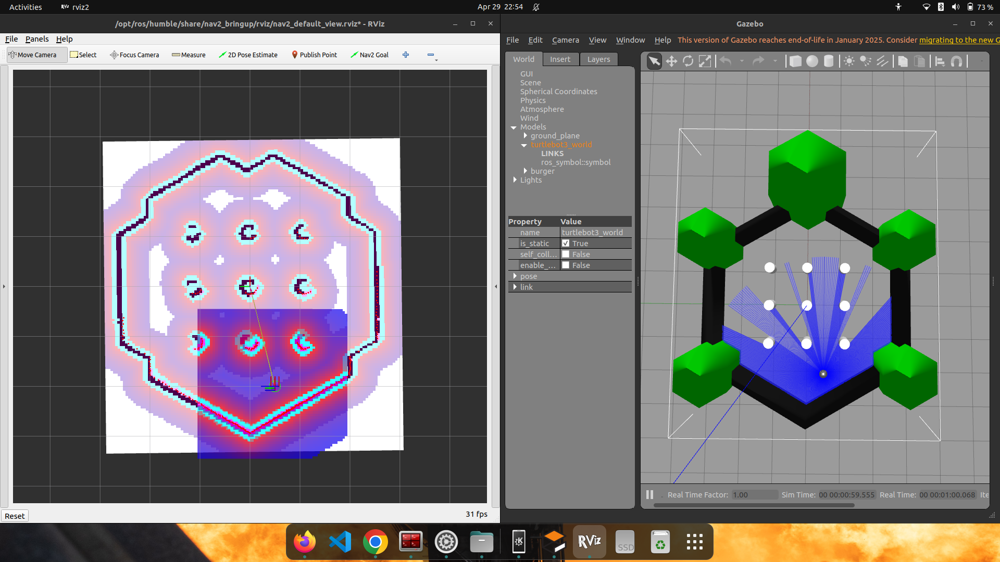 Activities
rviz2
Apr 29 22:54
73 %
/opt/ros/humble/share/nav2_bringup/rviz/nav2_default_view.rviz* - RViz
File Panels Help
Move Camera Select Focus Camera Measure 2D Pose Estimate Publish Point Nav2 Goal
Reset
31 fps
Gazebo
File Edit Camera View Window Help This version of Gazebo reaches end-of-life in January 2025. Consider migrating to the new G
World Insert Layers
GUI
Scene
Spherical Coordinates
Physics
Atmosphere
Wind
Models
ground_plane
turtlebot3_world
LINKS
ros_symbol::symbol
burger
Lights
Property Value
name turtlebot3_world
is_static True
self_coll... False
enable_... False
pose
link
Real Time Factor: 1.00 Sim Time: 00 00:00:59.555 Real Time: 00 00:01:00.068 Ite
RViz
SSD